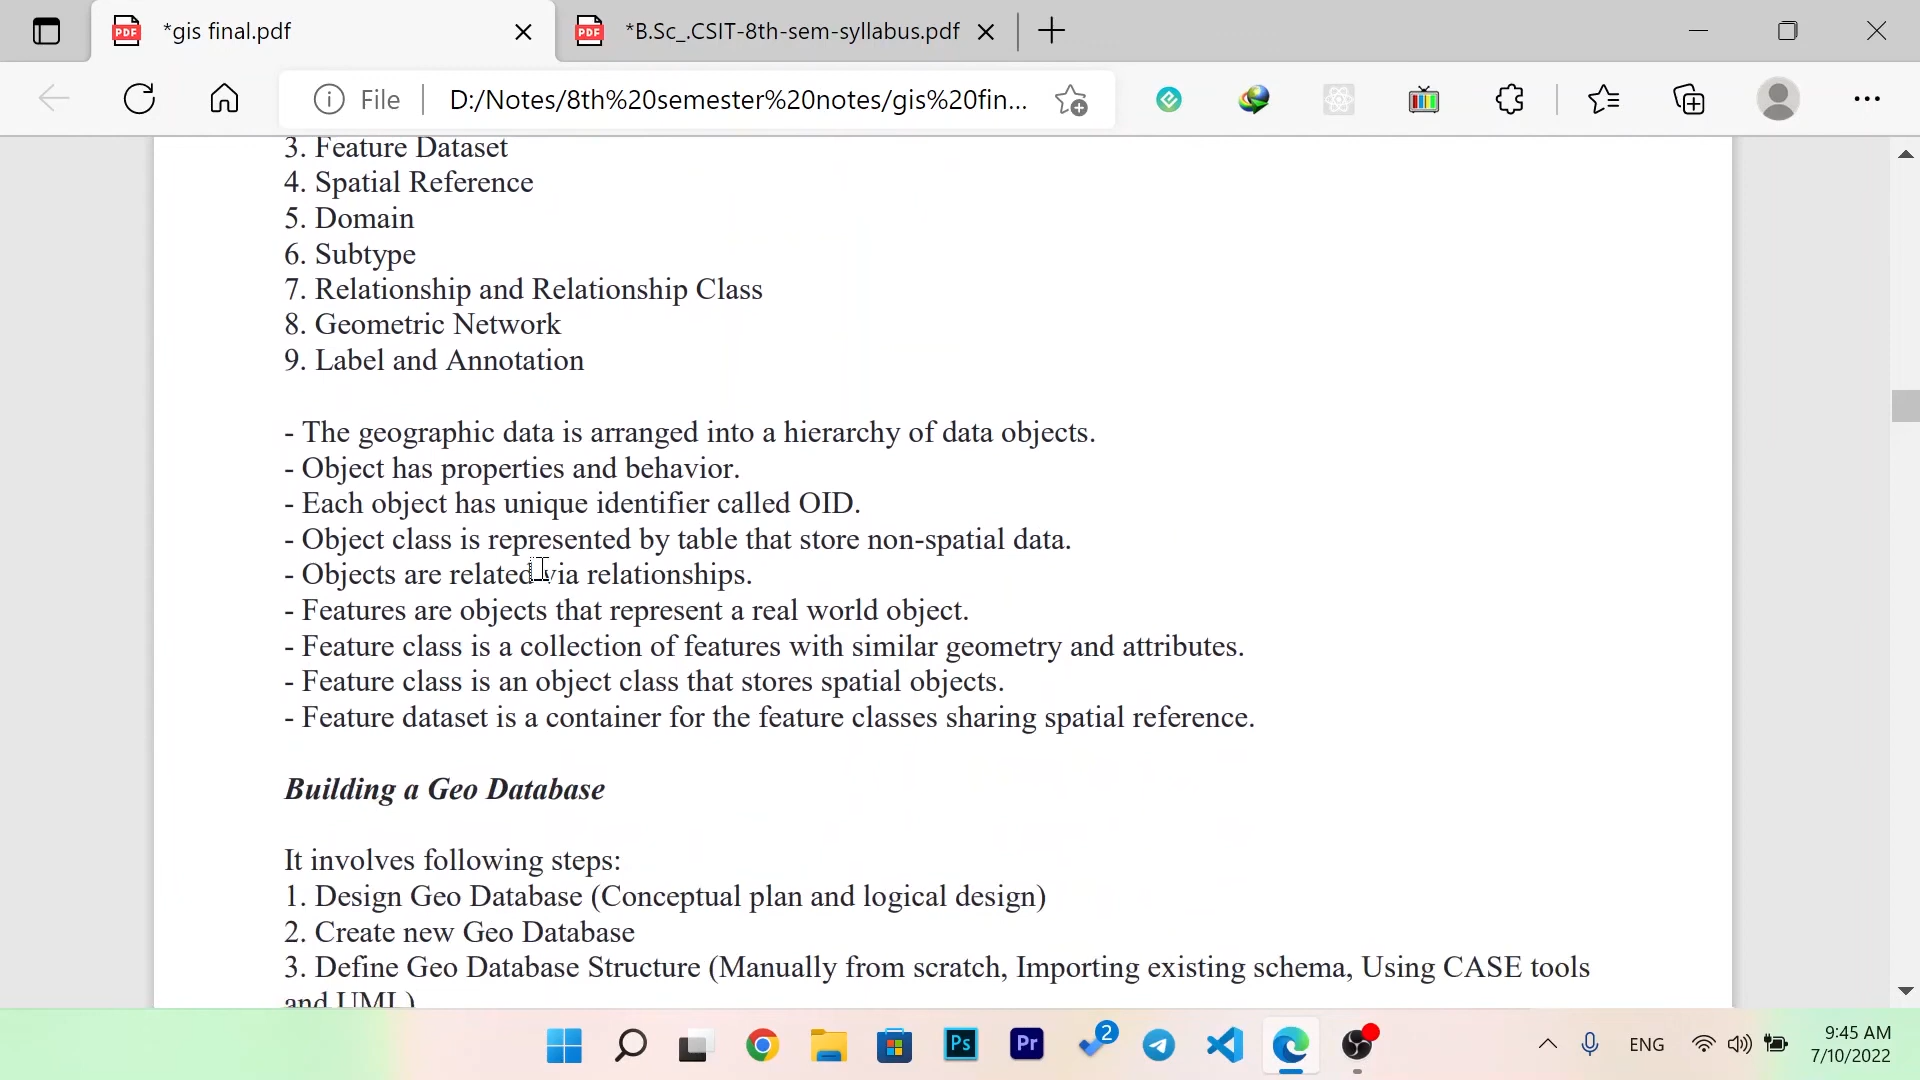 *gis final.pdf
*B.Sc_.CSIT-8th-sem-syllabus.pdf
File
D:/Notes/8th%20semester%20notes/gis%20fin...
3. Feature Dataset
4. Spatial Reference
5. Domain
6. Subtype
7. Relationship and Relationship Class
8. Geometric Network
9. Label and Annotation
- The geographic data is arranged into a hierarchy of data objects.
- Object has properties and behavior.
- Each object has unique identifier called OID.
- Object class is represented by table that store non-spatial data.
- Objects are related via relationships.
- Features are objects that represent a real world object.
- Feature class is a collection of features with similar geometry and attributes.
- Feature class is an object class that stores spatial objects.
- Feature dataset is a container for the feature classes sharing spatial reference.
Building a Geo Database
It involves following steps:
1. Design Geo Database (Conceptual plan and logical design)
2. Create new Geo Database
3. Define Geo Database Structure (Manually from scratch, Importing existing schema, Using CASE tools
and UML)
PDF
PDF
Ps
Pr
2
ENG
9:45 AM
7/10/2022